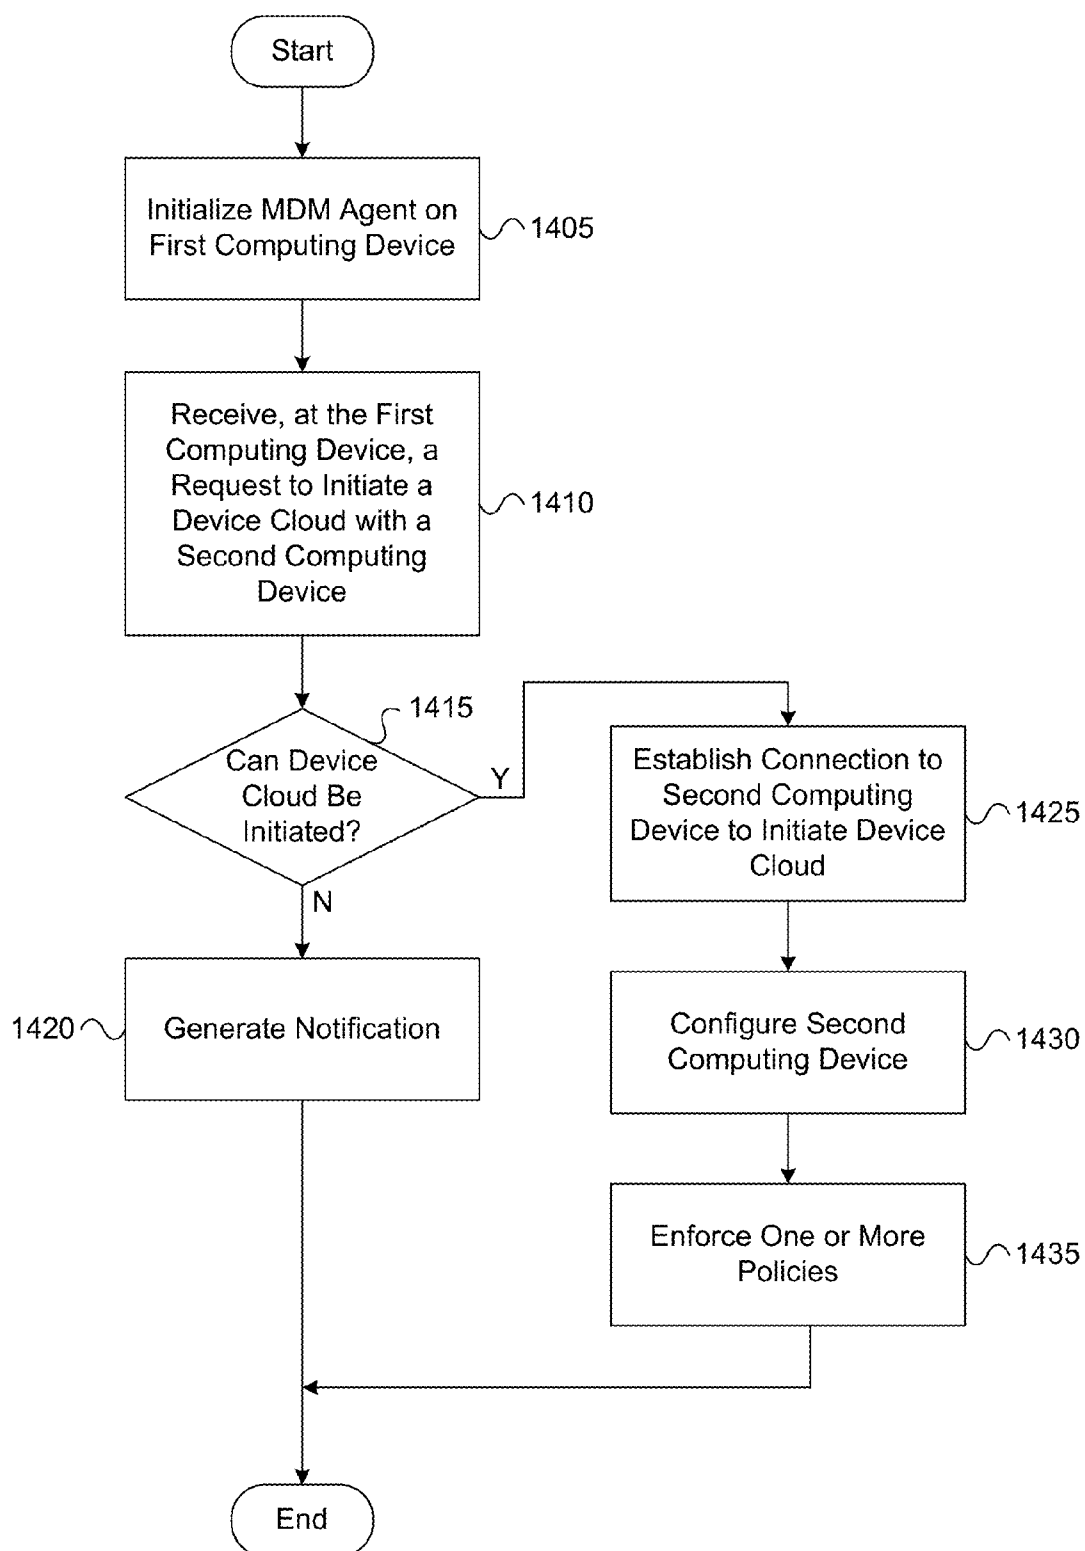 Start
Initialize MDM Agent on
First Computing Device
1405
Receive, at the First
Computing Device, a
Request to Initiate a
Device Cloud with a
Second Computing
Device
1410
1415
Can Device
Cloud Be
Initiated?
Y
N
Generate Notification
1420
Establish Connection to
Second Computing
Device to Initiate Device
Cloud
1425
Configure Second
Computing Device
1430
Enforce One or More
Policies
1435
End